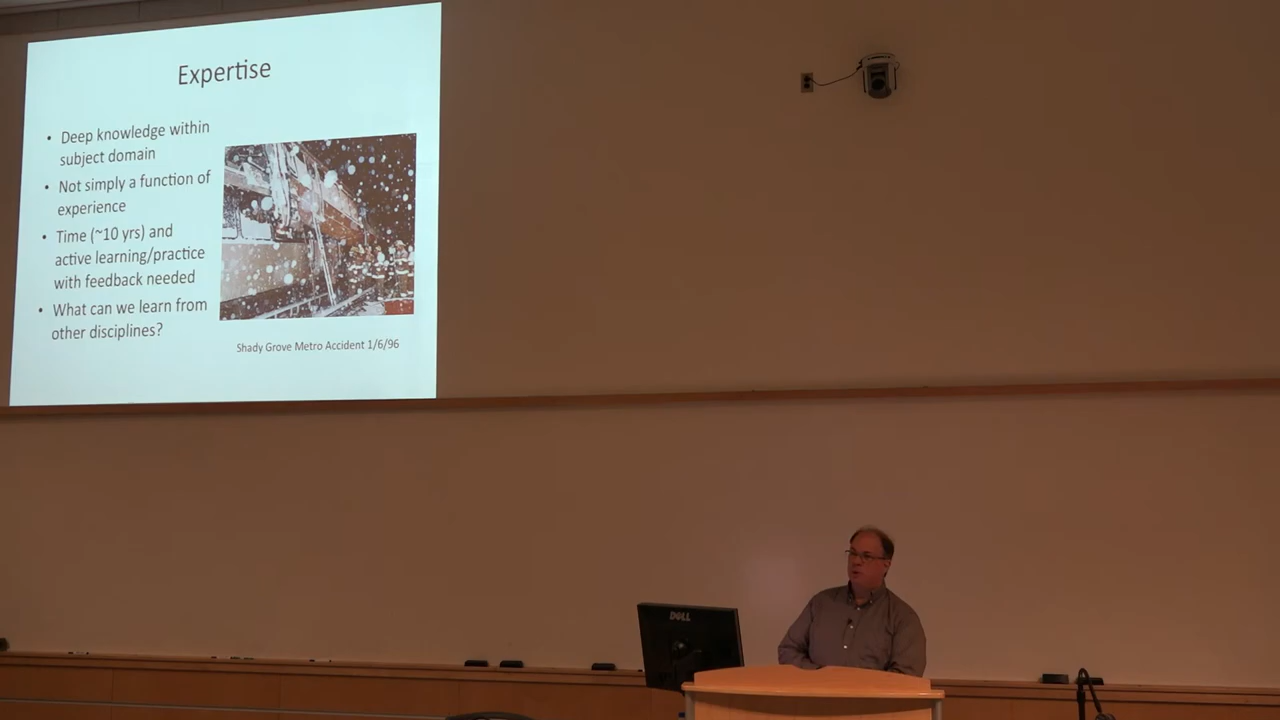 Expertise
• Deep knowledge within
subject domain
• Not simply a function of
experience
• Time (~10 yrs) and
active learning/practice
with feedback needed
• What can we learn from
other disciplines?
Shady Grove Metro Accident 1/6/96
DELL